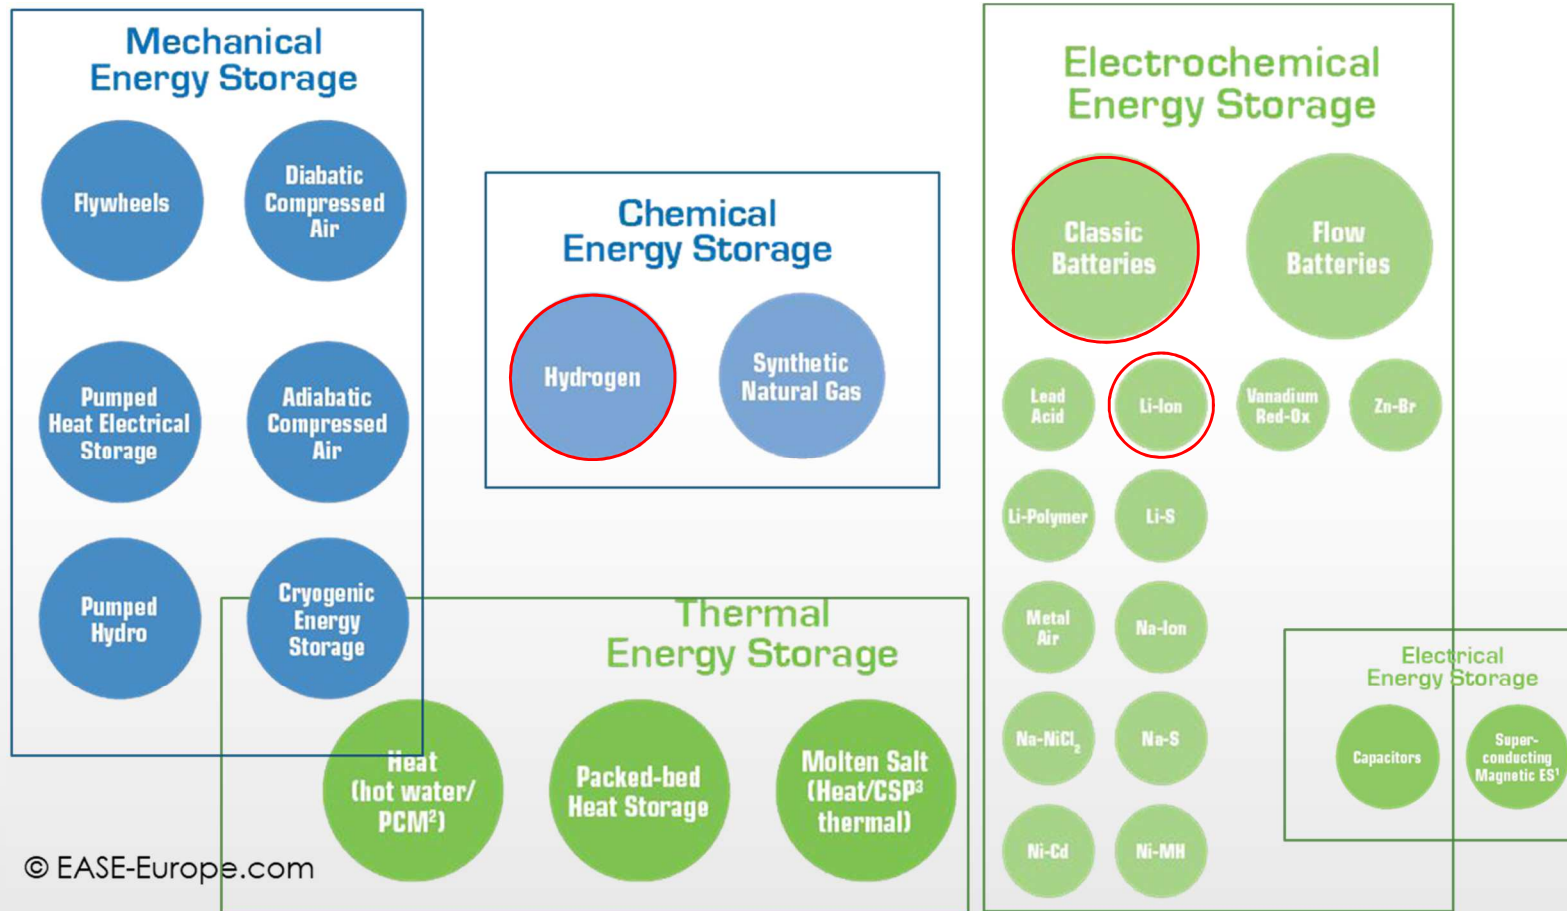 Mechanical
Energy Storage
Flywheels
Diabatic
Compressed
Air
Pumped
Heat Electrical
Storage
Adiabatic
Compressed
Air
Pumped
Hydro
Cryogenic
Energy
Storage
Chemical
Energy Storage
Hydrogen
Synthetic
Natural Gas
Thermal
Energy Storage
Heat
(hot water/
PCM²)
Packed-bed
Heat Storage
Molten Salt
(Heat/CSP³
thermal)
Electrochemical
Energy Storage
Classic
Batteries
Flow
Batteries
Lead
Acid
Li-Ion
Vanadium
Red-Ox
Zn-Br
Li-Polymer
Li-S
Metal
Air
Na-Ion
Na-NiCl₂
Na-S
Ni-Cd
Ni-MH
Electrical
Energy Storage
Capacitors
Super-
conducting
Magnetic ES¹
© EASE-Europe.com